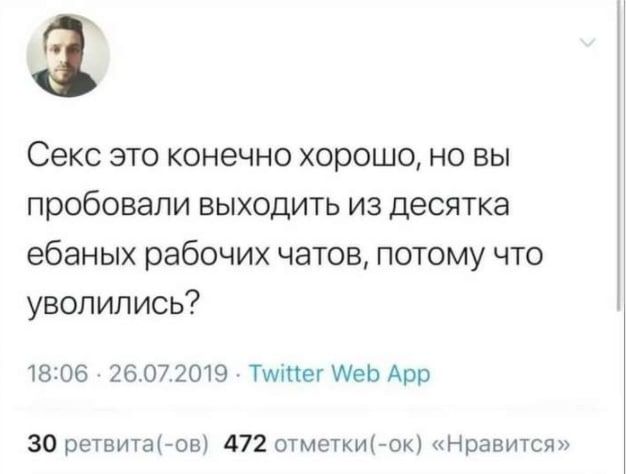 Секс это конечно хорошо, но вы
пробовали выходить из десятка
ебаных рабочих чатов, потому что
уволились?
18:06 · 26.07.2019 · Twitter Web App
30 ретвита(-ов) 472 отметки(-ок) «Нравится»